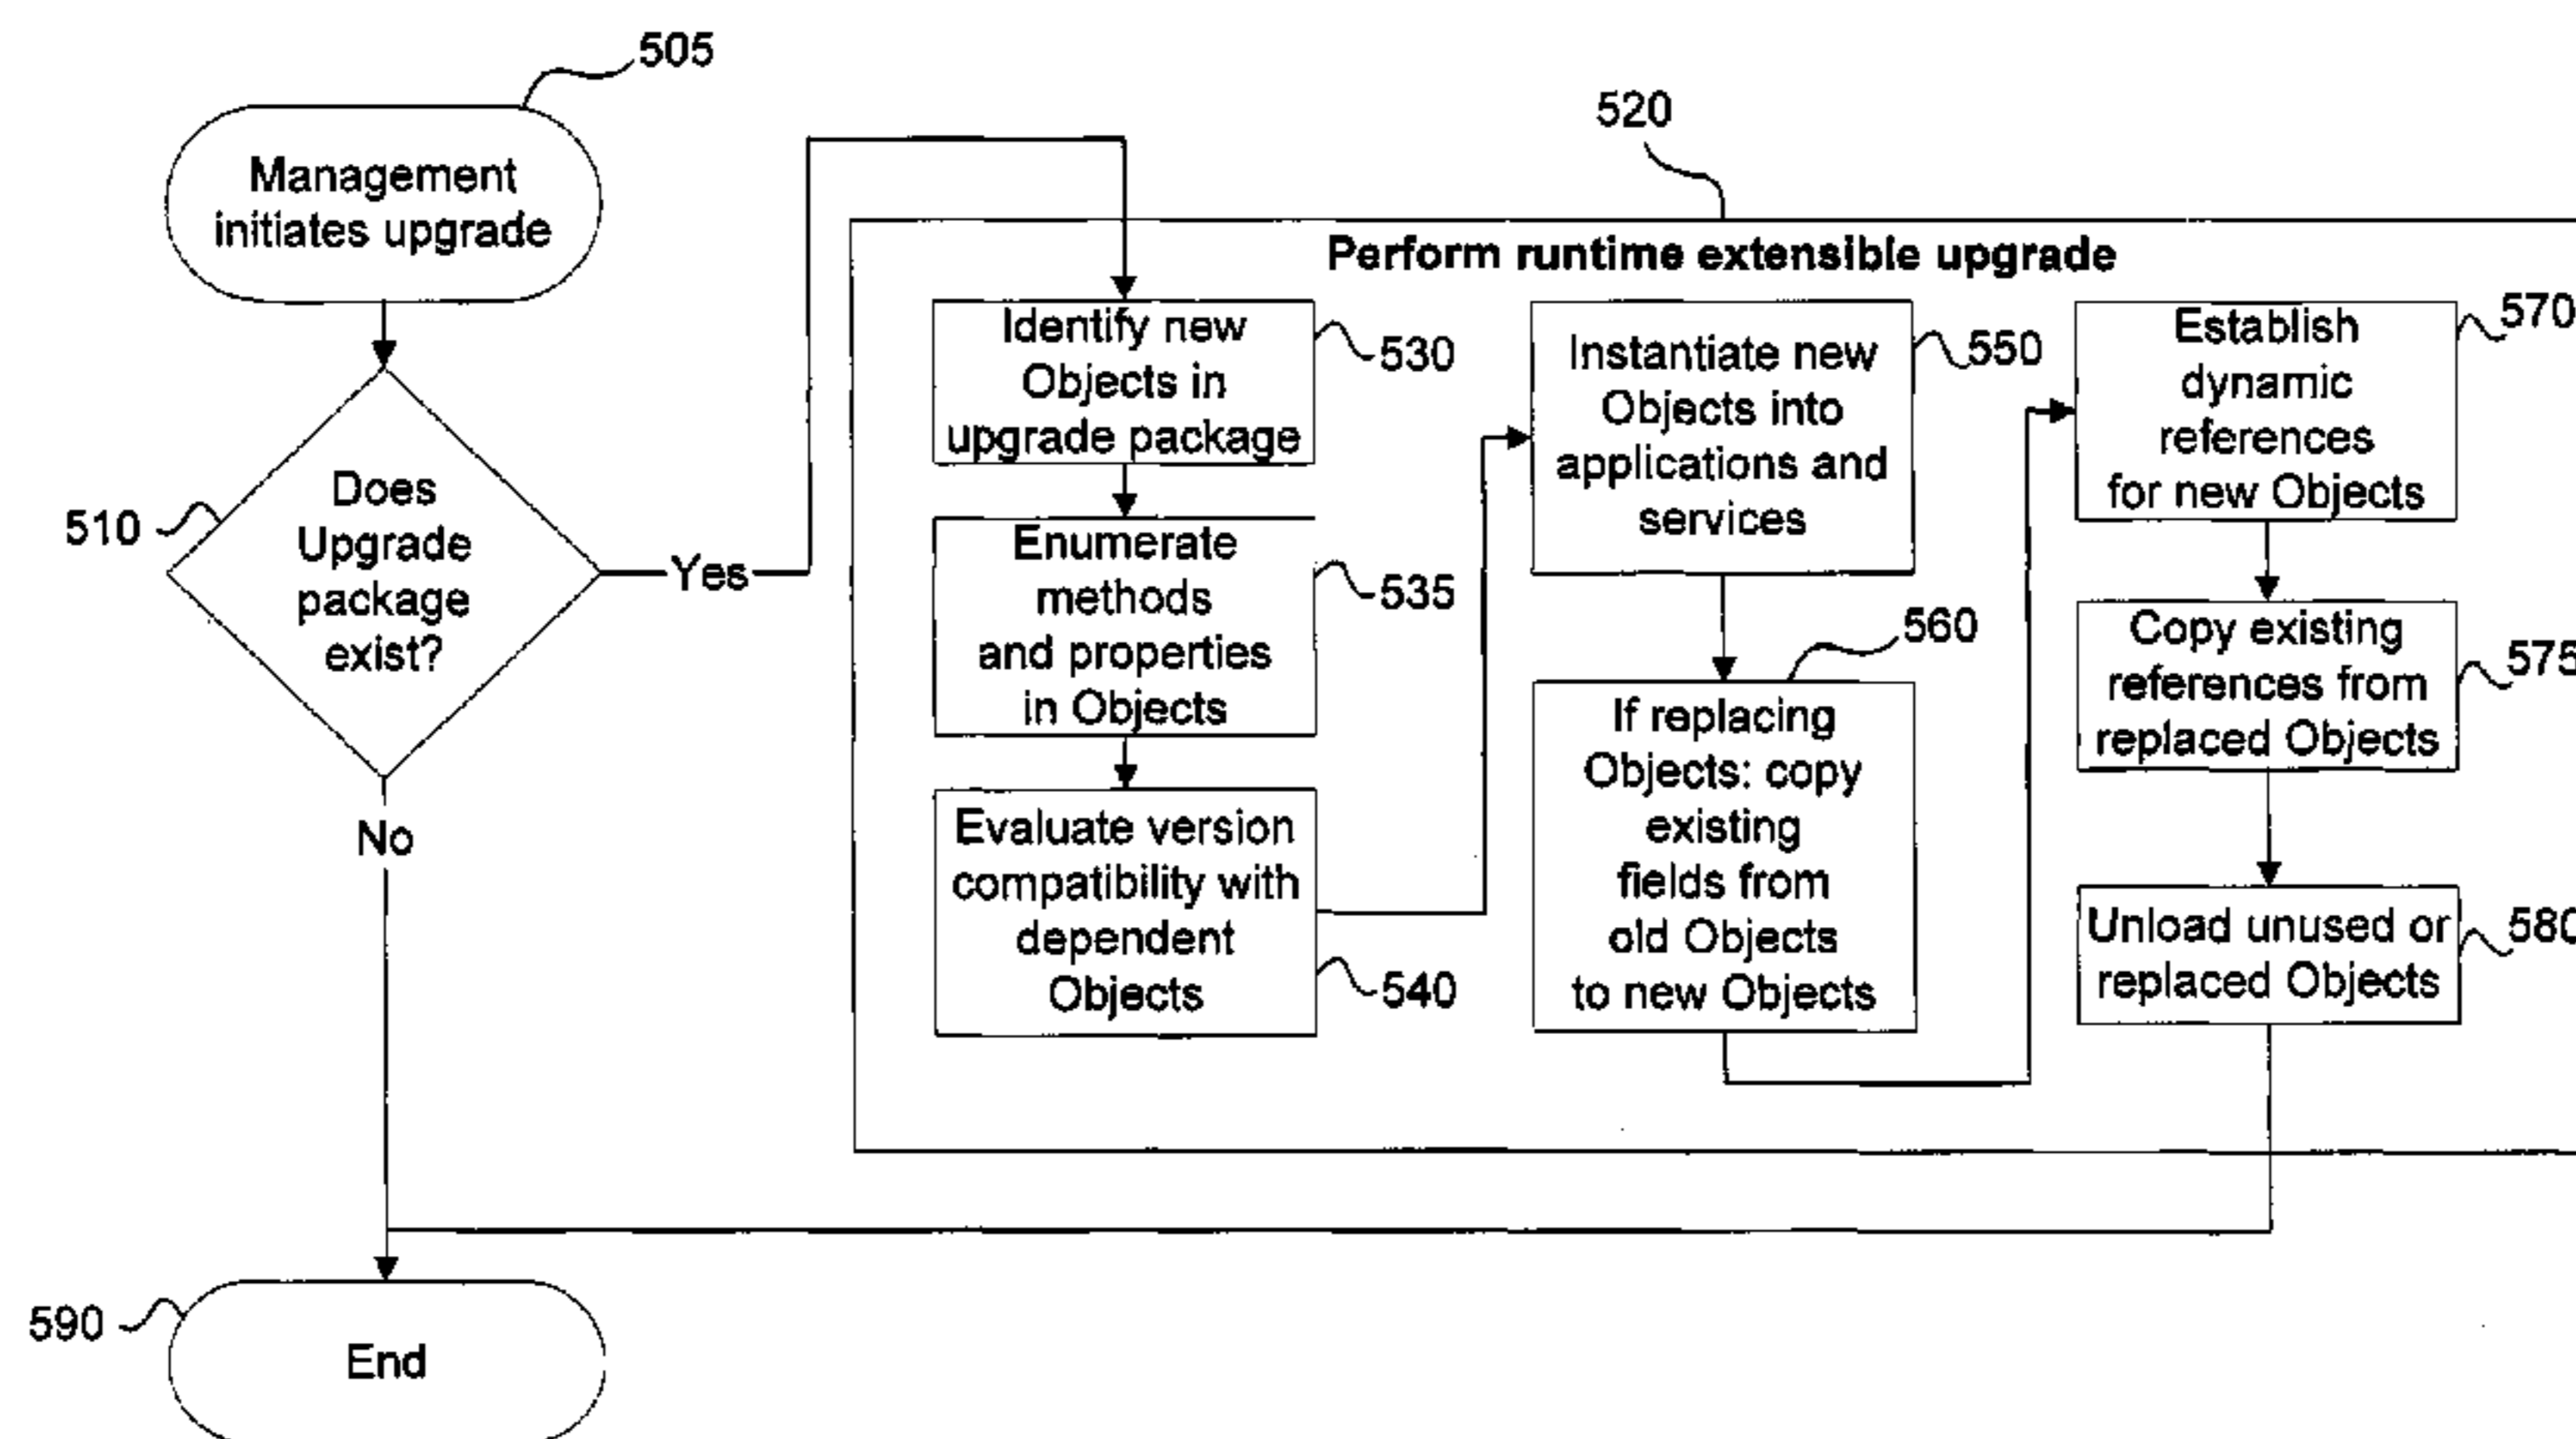 505
Management
initiates upgrade
510
Does
Upgrade
package
exist?
Yes
No
520
Perform runtime extensible upgrade
Identify new
Objects in
upgrade package
530
Enumerate
methods
and properties
in Objects
535
Evaluate version
compatibility with
dependent
Objects
540
Instantiate new
Objects into
applications and
services
550
If replacing
Objects: copy
existing
fields from
old Objects
to new Objects
560
Establish
dynamic
references
for new Objects
570
Copy existing
references from
replaced Objects
575
Unload unused or
replaced Objects
580
590
End